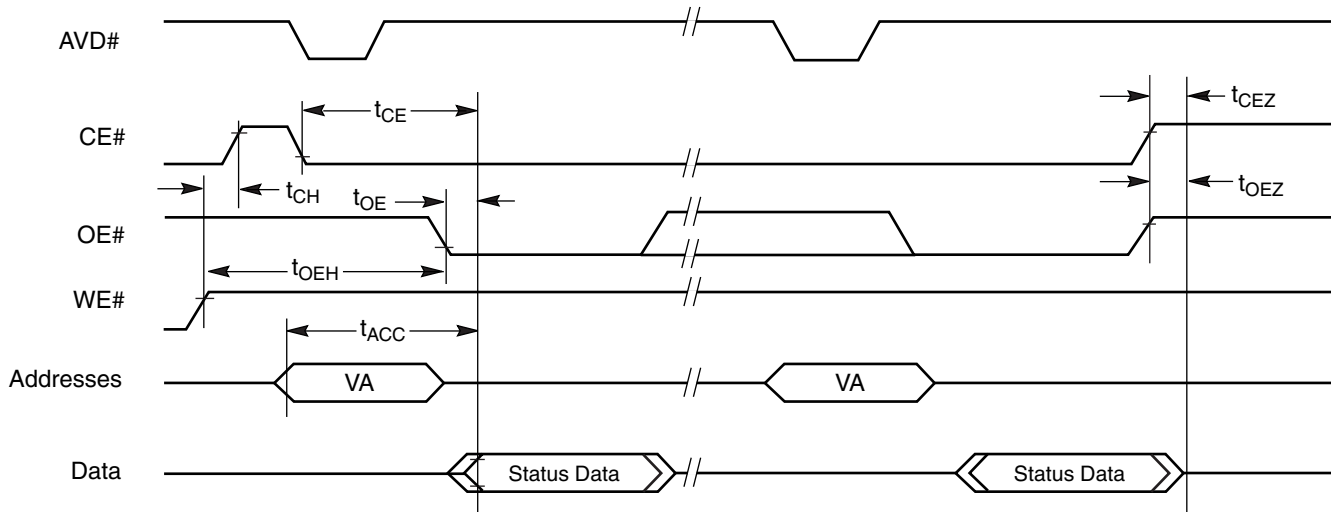 AVD#
tCE
tCEZ
CE#
tCH
tOE
tOEZ
OE#
tOEH
WE#
tACC
Addresses
VA
VA
Data
Status Data
Status Data